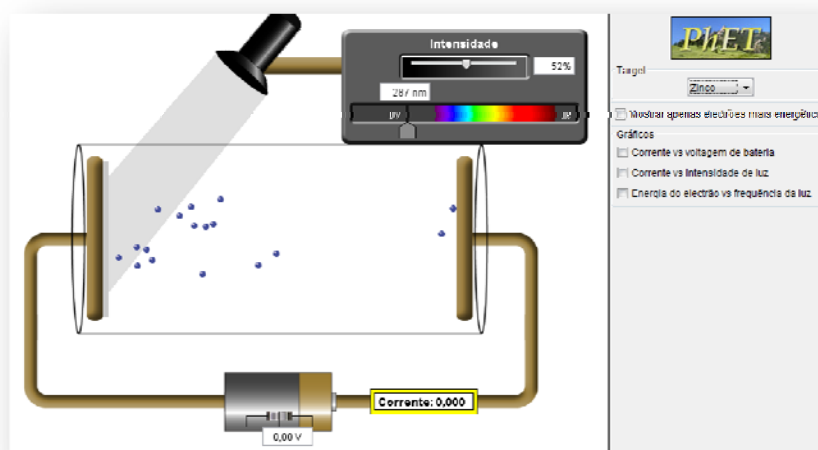 Intensidade
52%
287 nm
UV
IR
Corrente: 0,000
0,00 V
PhET
Target
Zinco
Mostrar apenas electrões mais energétic
Gráficos
Corrente vs voltagem de bateria
Corrente vs intensidade de luz
Energia do electrão vs frequência da luz